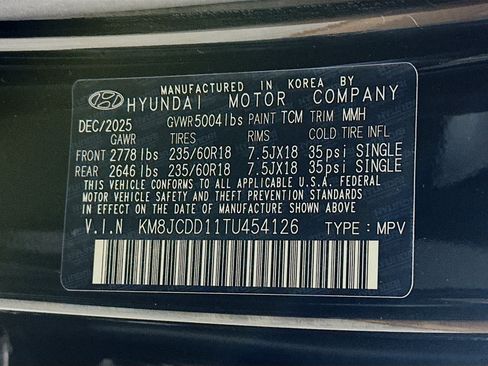 MANUFACTURED IN KOREA BY
HYUNDAI MOTOR COMPANY
DEC/2025 GVWR 5004lbs PAINT TCM TRIM MMH
GAWR TIRES RIMS COLD TIRE INFL
FRONT 2778 lbs 235/60R18 7.5JX18 35psi SINGLE
REAR 2646 lbs 235/60R18 7.5JX18 35psi SINGLE
THIS VEHICLE CONFORMS TO ALL APPLICABLE U.S.A. FEDERAL
MOTOR VEHICLE SAFETY, BUMPER, AND THEFT PREVENTION STANDARDS
IN EFFECT ON THE DATE OF MANUFACTURE SHOWN ABOVE.
V.I.N KM8JCDD11TU454126 TYPE : MPV